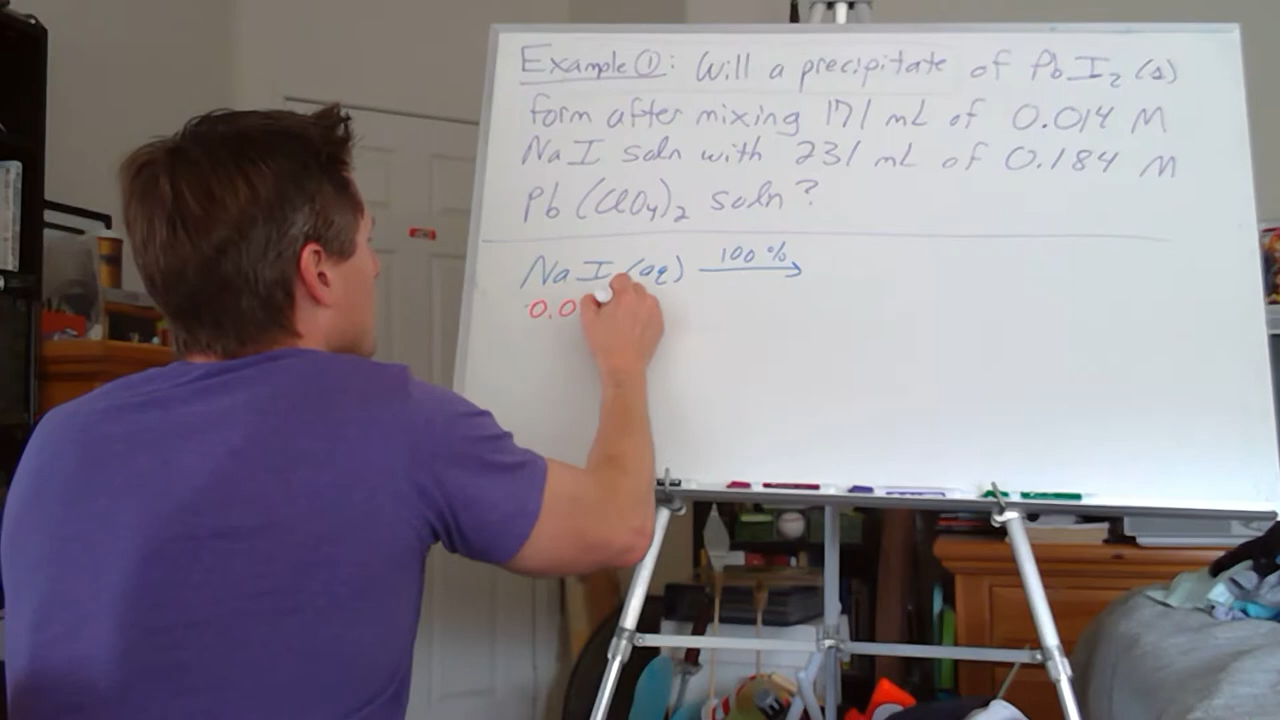 Example ①: Will a precipitate of PbI₂ (s)
form after mixing 171 mL of 0.014 M
NaI soln with 231 mL of 0.184 M
Pb(ClO₄)₂ soln?
NaI (aq) 100% →
0.0